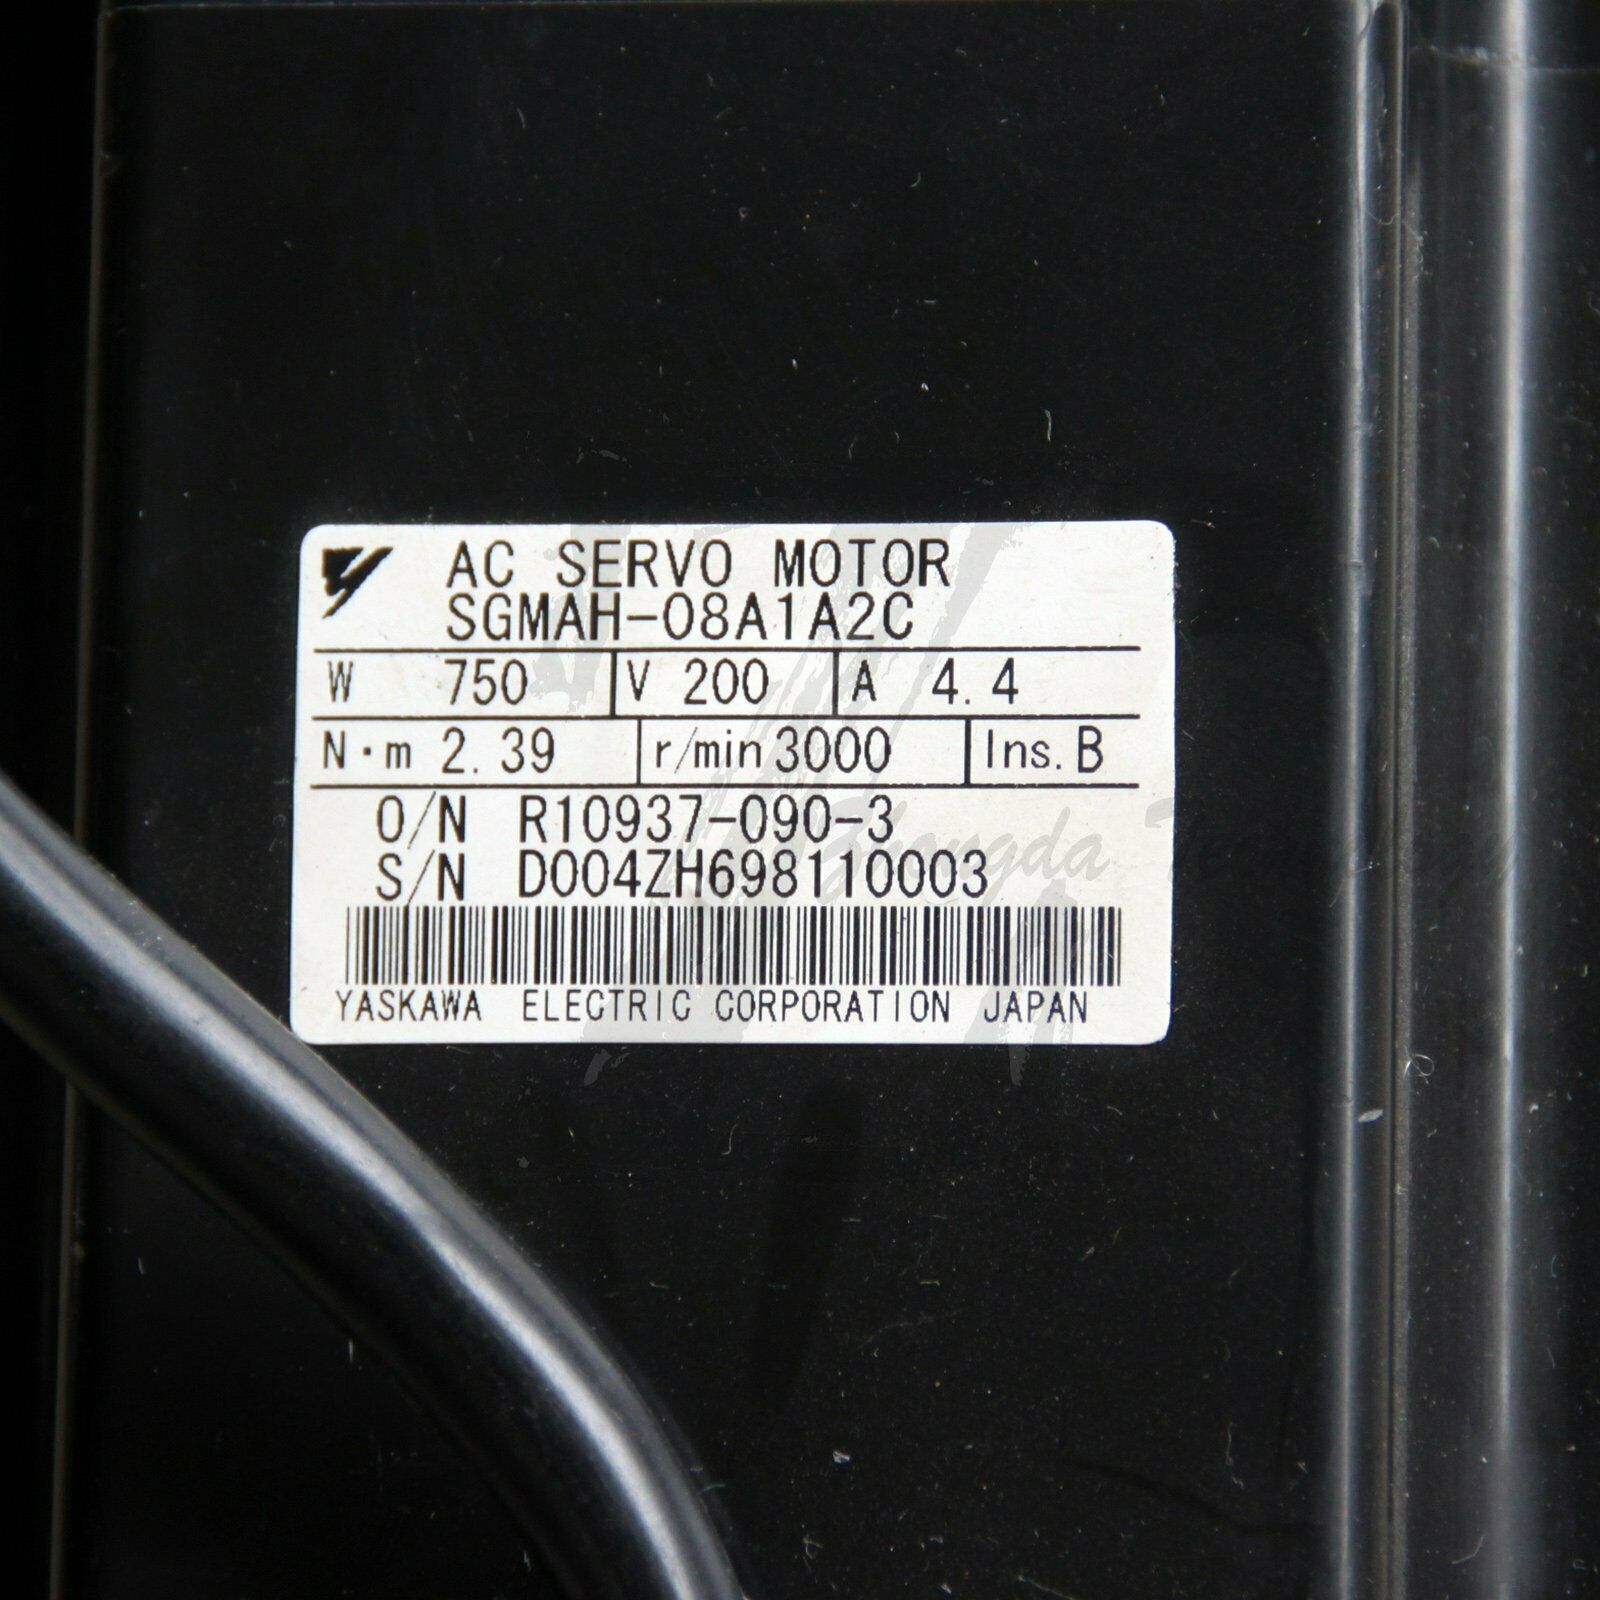 AC SERVO MOTOR
SGMAH-08A1A2C
W 750 V 200 A 4.4
N·m 2.39 r/min 3000 Ins. B
O/N R10937-090-3
S/N D004ZH698110003
YASKAWA ELECTRIC CORPORATION JAPAN